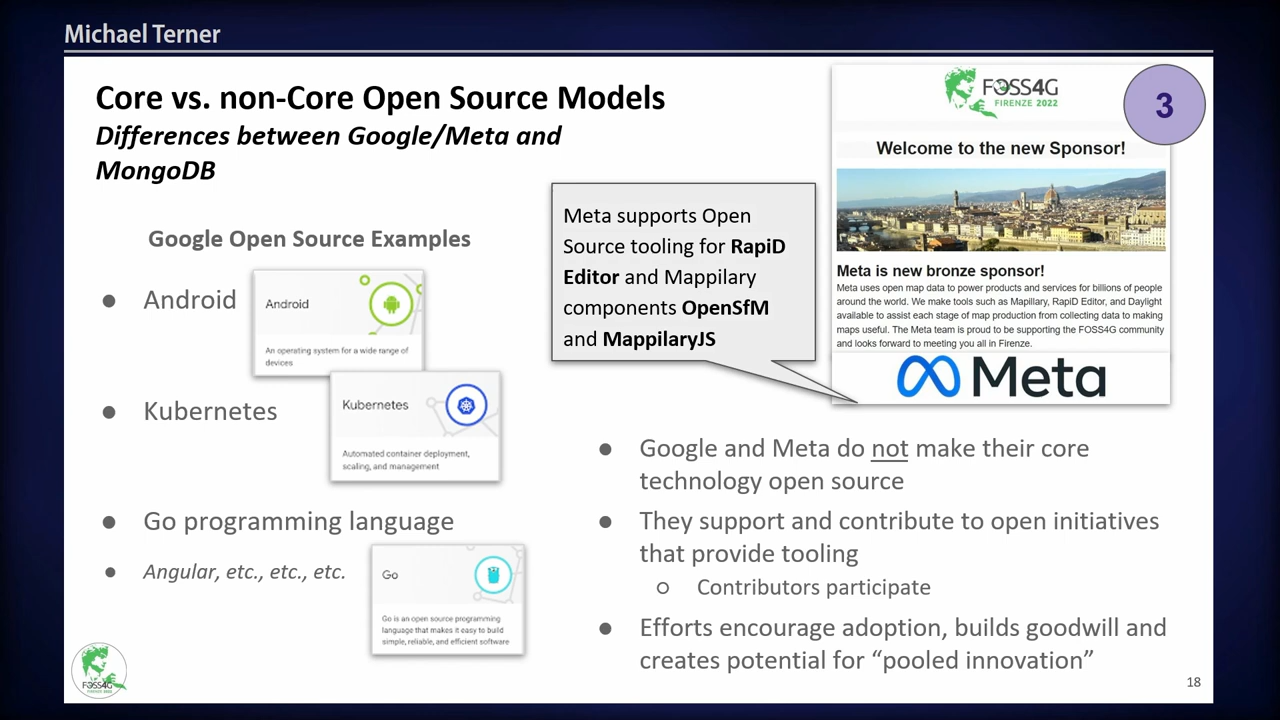 Michael Terner
Core vs. non-Core Open Source Models
Differences between Google/Meta and
MongoDB
Google Open Source Examples
● Android
Android
An operating system for a wide range of
devices
● Kubernetes
Kubernetes
Automated container deployment,
scaling, and management
● Go programming language
● Angular, etc., etc., etc.
Go
Go is an open source programming
language that makes it easy to build
simple, reliable, and efficient software
Meta supports Open
Source tooling for RapiD
Editor and Mappilary
components OpenSfM
and MappilaryJS
FOSS4G
FIRENZE 2022
3
Welcome to the new Sponsor!
Meta is new bronze sponsor!
Meta uses open map data to power products and services for billions of people
around the world. We make tools such as Mapillary, RapiD Editor, and Daylight
available to assist each stage of map production from collecting data to making
maps useful. The Meta team is proud to be supporting the FOSS4G community
and looks forward to meeting you all in Firenze.
Meta
● Google and Meta do not make their core
technology open source
● They support and contribute to open initiatives
that provide tooling
○ Contributors participate
● Efforts encourage adoption, builds goodwill and
creates potential for “pooled innovation”
FOSS4G
FIRENZE 2022
18